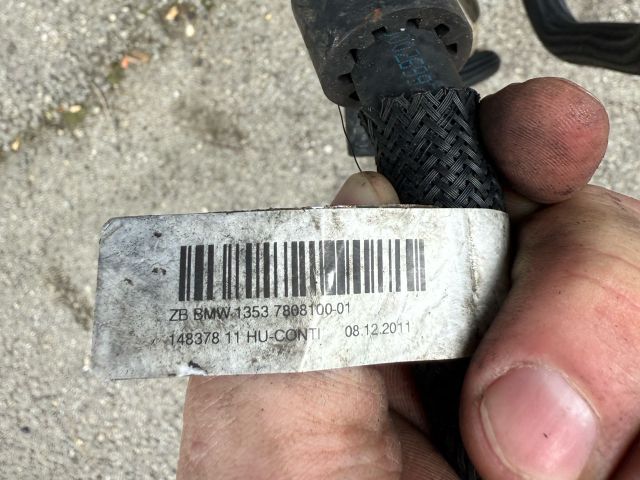 ZB BMW 1353 7808100-01
148378 11 HU-CONTI 08.12.2011